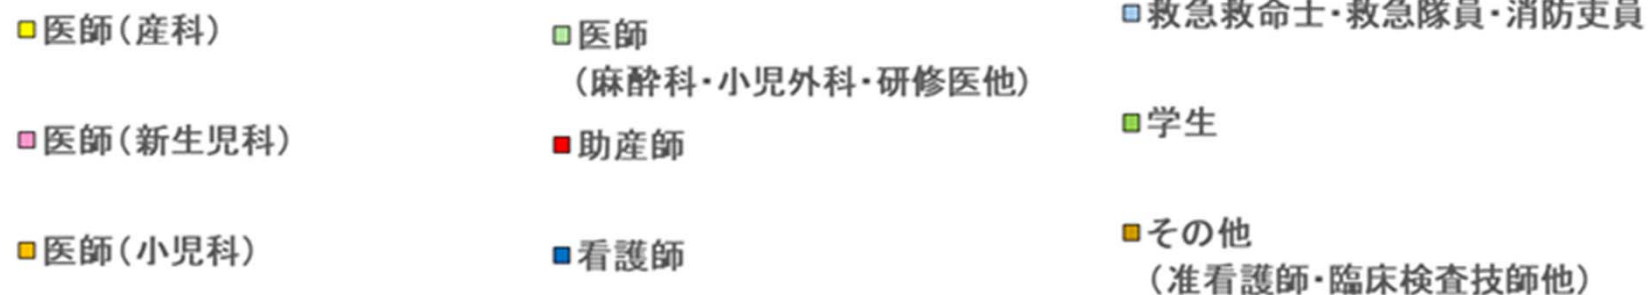 医師(産科)
医師(新生児科)
医師(小児科)
医師
(麻酔科・小児外科・研修医他)
助産師
看護師
救急救命士・救急隊員・消防吏員
学生
その他
(准看護師・臨床検査技師他)